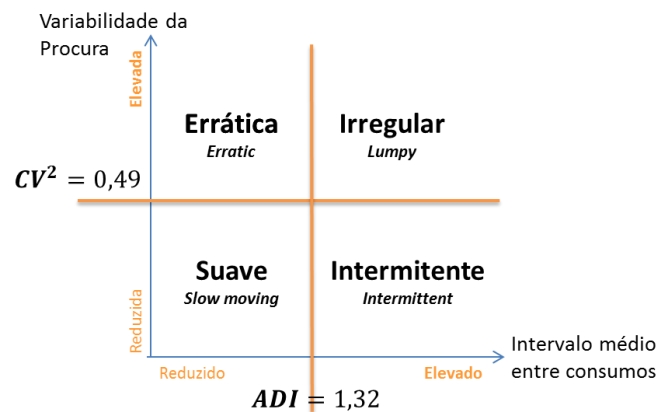 Variabilidade da
Procura
Elevada
Errática
Erratic
Irregular
Lumpy
CV² = 0,49
Suave
Slow moving
Intermitente
Intermittent
Reduzida
Reduzido
Elevado
Intervalo médio
entre consumos
ADI = 1,32